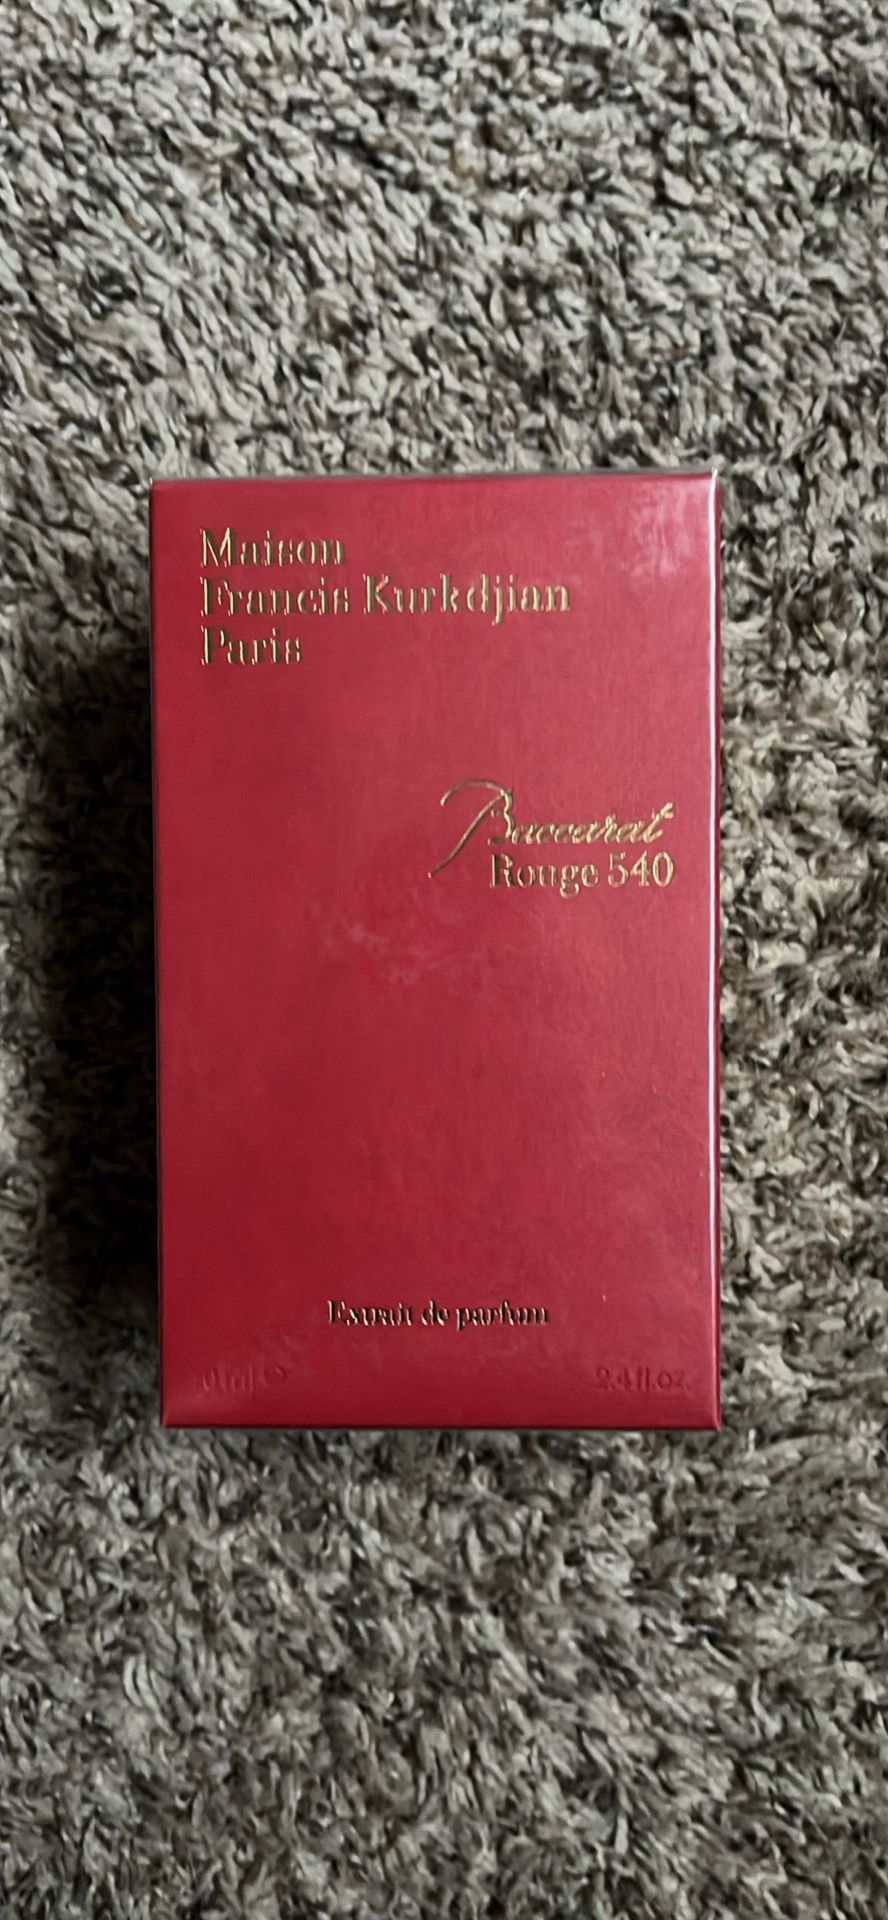 Maison
Francis Kurkdjian
Paris
Baccarat
Rouge 540
Extrait de parfum
2.4 fl.oz.